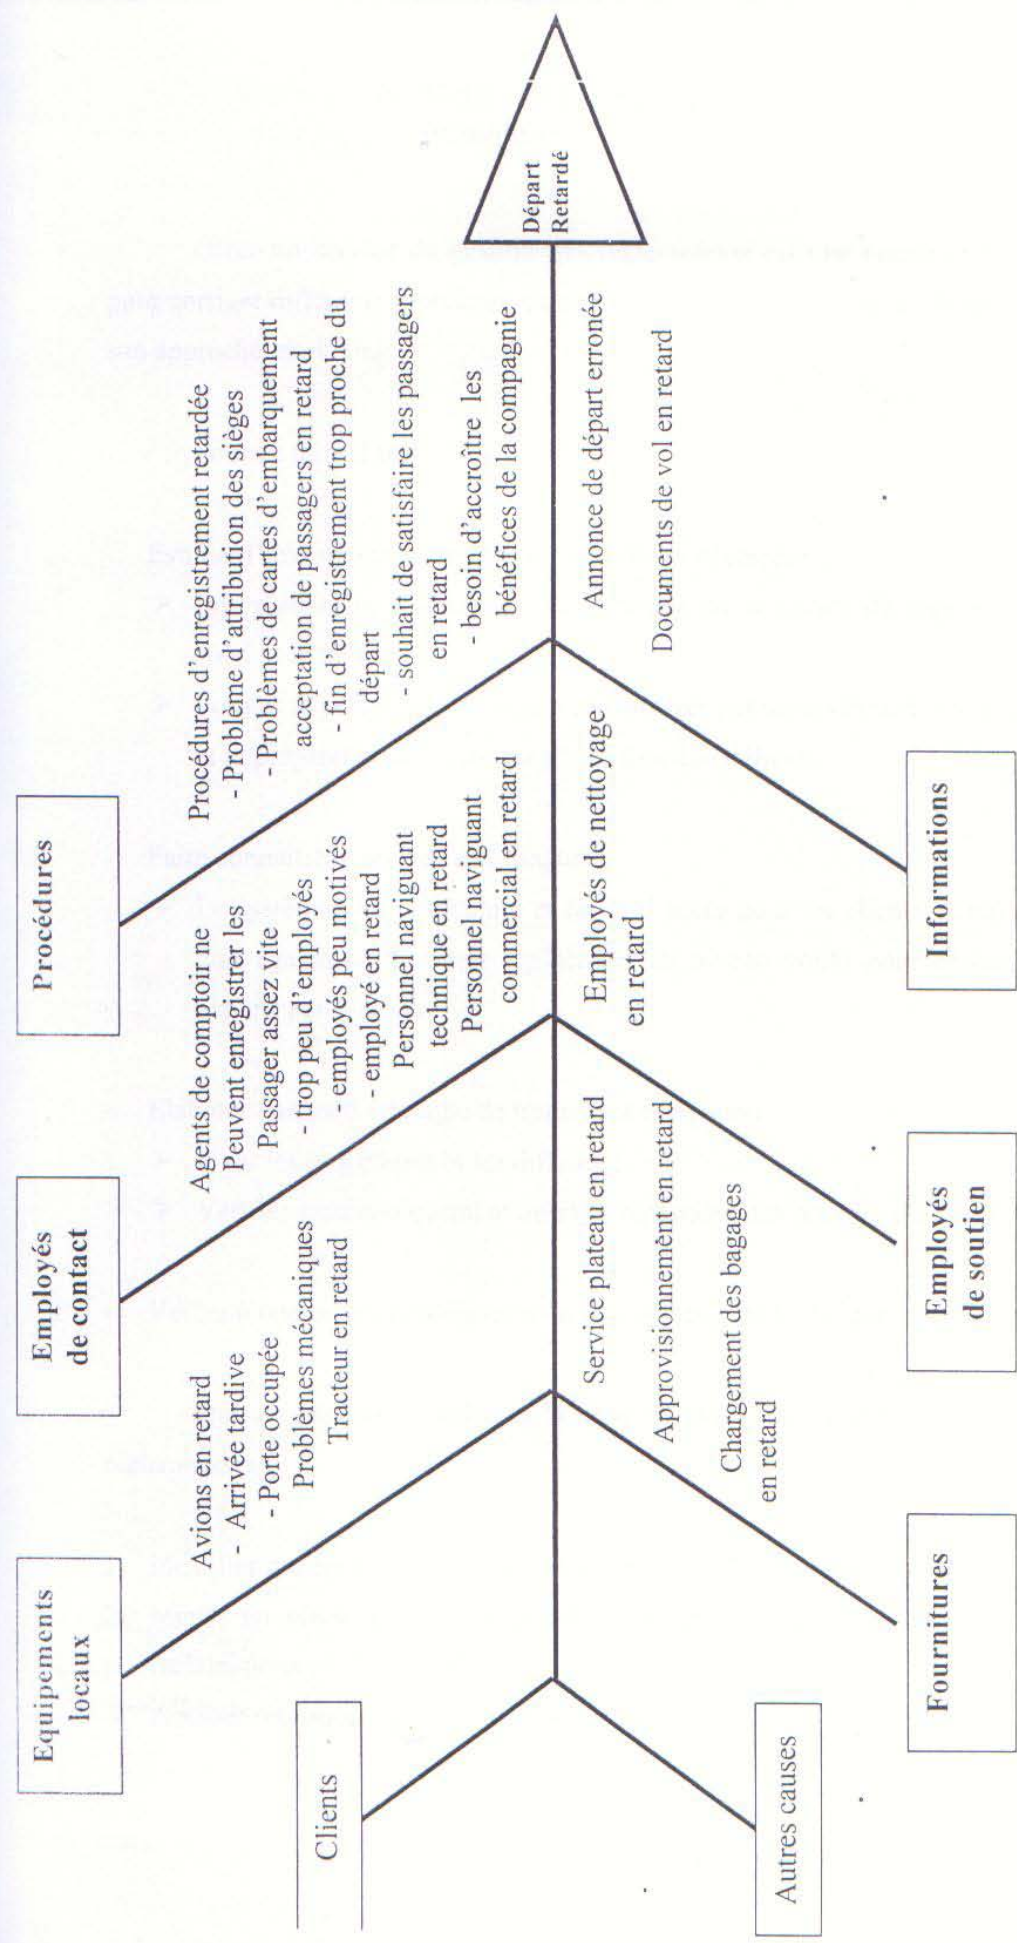 Equipements
locaux
Employés
de contact
Procédures
Clients
Avions en retard
- Arrivée tardive
- Porte occupée
Problèmes mécaniques
Tracteur en retard
Agents de comptoir ne
Peuvent enregistrer les
Passager assez vite
- trop peu d'employés
- employés peu motivés
- employé en retard
Personnel naviguant
technique en retard
Personnel naviguant
commercial en retard
Procédures d'enregistrement retardée
- Problème d'attribution des sièges
- Problèmes de cartes d'embarquement
acceptation de passagers en retard
- fin d'enregistrement trop proche du
départ
- souhait de satisfaire les passagers
en retard
- besoin d'accroître les
bénéfices de la compagnie
Départ
Retardé
Service plateau en retard
Approvisionnemènt en retard
Chargement des bagages
en retard
Employés de nettoyage
en retard
Annonce de départ erronée
Documents de vol en retard
Autres causes
Fournitures
Employés
de soutien
Informations